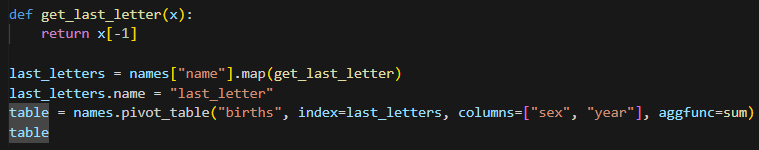 def get_last_letter(x):
    return x[-1]
last_letters = names["name"].map(get_last_letter)
last_letters.name = "last_letter"
table = names.pivot_table("births", index=last_letters, columns=["sex", "year"], aggfunc=sum)
table